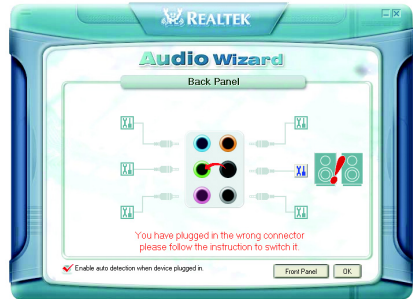 REALTEK
Audio Wizard
Back Panel
You have plugged in the wrong connector
please follow the instruction to switch it.
Enable auto detection when device plugged in.
Front Panel
OK